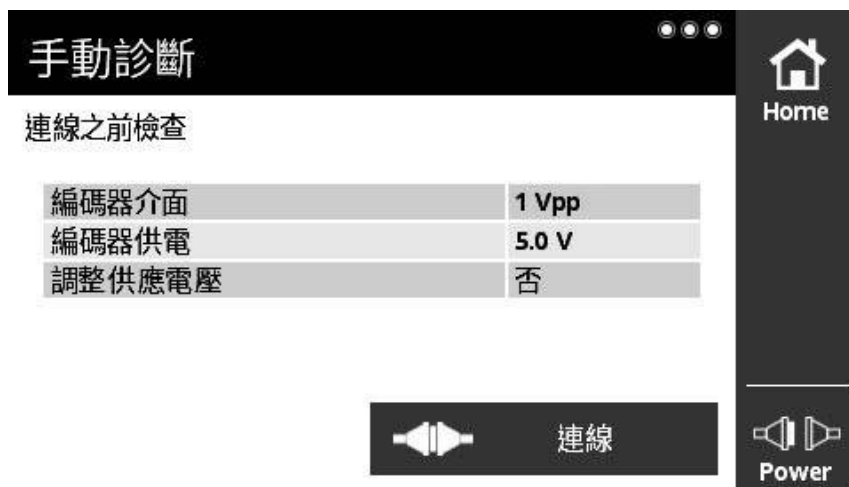 手動診斷
Home
連線之前檢查
編碼器介面 1 Vpp
編碼器供電 5.0 V
調整供應電壓 否
連線
Power